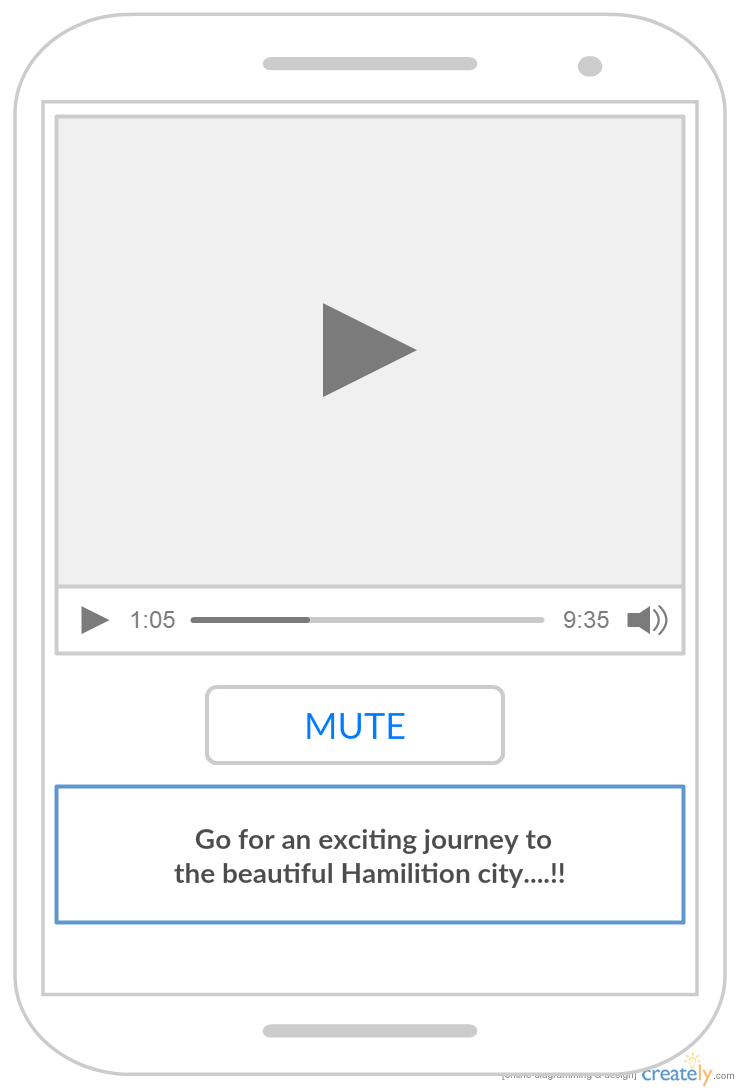 1:05 9:35
MUTE
Go for an exciting journey to
the beautiful Hamilition city....!!
[online diagramming & design] creately.com